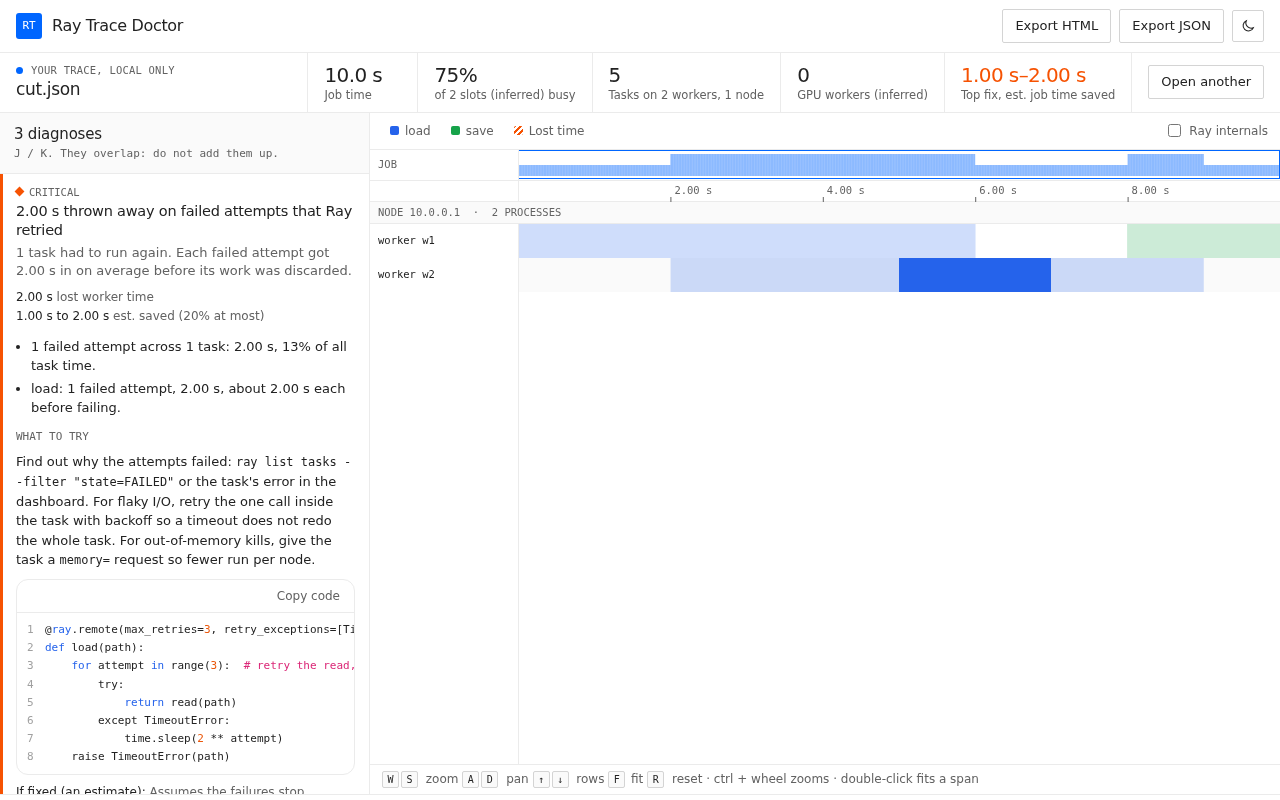 RT Ray Trace Doctor Export HTML Export JSON
YOUR TRACE, LOCAL ONLY
cut.json
10.0 s
Job time
75%
of 2 slots (inferred) busy
5
Tasks on 2 workers, 1 node
0
GPU workers (inferred)
1.00 s–2.00 s
Top fix, est. job time saved
Open another
3 diagnoses
J / K. They overlap: do not add them up.
CRITICAL
2.00 s thrown away on failed attempts that Ray
retried
1 task had to run again. Each failed attempt got
2.00 s in on average before its work was discarded.
2.00 s lost worker time
1.00 s to 2.00 s est. saved (20% at most)
• 1 failed attempt across 1 task: 2.00 s, 13% of all
task time.
• load: 1 failed attempt, 2.00 s, about 2.00 s each
before failing.
WHAT TO TRY
Find out why the attempts failed: ray list tasks -
-filter "state=FAILED" or the task's error in the
dashboard. For flaky I/O, retry the one call inside
the task with backoff so a timeout does not redo
the whole task. For out-of-memory kills, give the
task a memory= request so fewer run per node.
Copy code
1 @ray.remote(max_retries=3, retry_exceptions=[Ti
2 def load(path):
3     for attempt in range(3):  # retry the read,
4         try:
5             return read(path)
6         except TimeoutError:
7             time.sleep(2 ** attempt)
8     raise TimeoutError(path)
If fixed (an estimate): Assumes the failures stop
load save Lost time Ray internals
JOB
2.00 s 4.00 s 6.00 s 8.00 s
NODE 10.0.0.1 · 2 PROCESSES
worker w1
worker w2
W S zoom A D pan ↑ ↓ rows F fit R reset · ctrl + wheel zooms · double-click fits a span